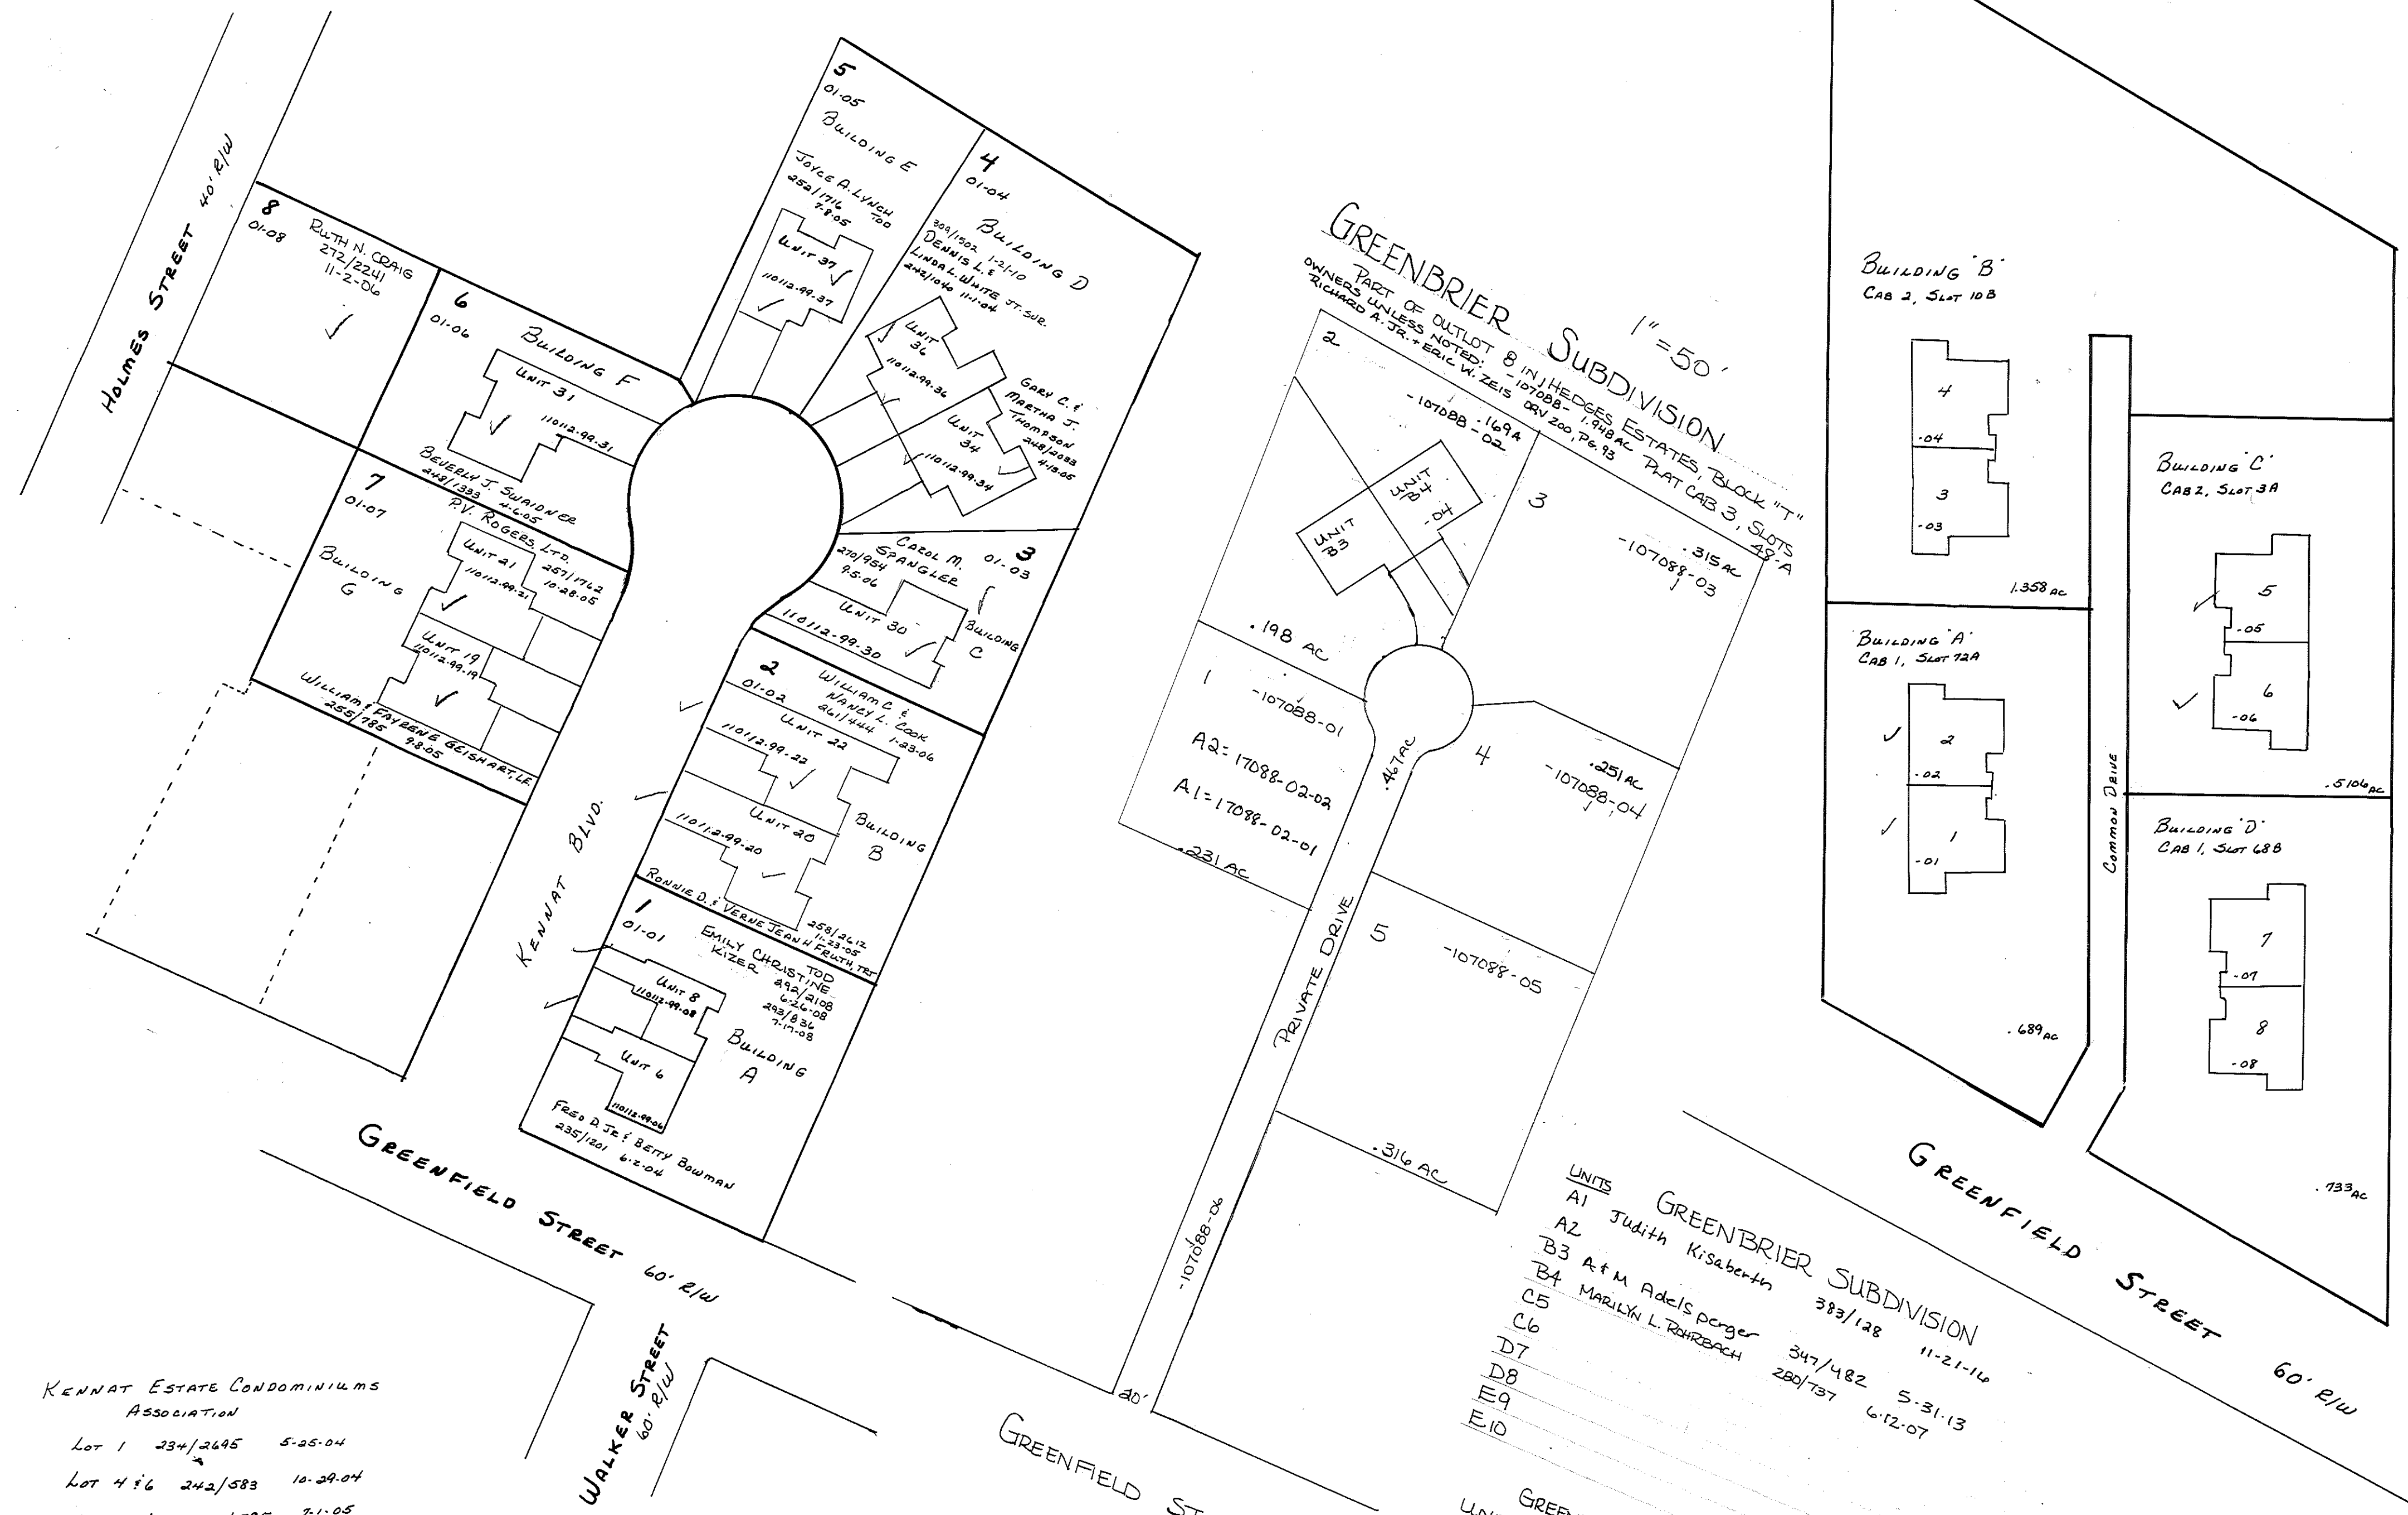 HOLMES STREET 40' R/W
8
01-08
RUTH N. CRAIG
272/2241
11-2-06
6
01-06
BUILDING F
UNIT 31
110112.99.31
BEVERLY J. SWAIDNER
248/1333 4-6-05
7
01-07
P.V. ROGERS, LTD.
257/1762
10-28-05
UNIT 21
110112.99.21
BUILDING
G
UNIT 19
110112.99.19
WILLIAM & FAYRENE GEISHART, LE.
255/785 9-8-05
5
01-05
BUILDING E
JOYCE A. LYNCH
252/1716 TOD
7-8-05
UNIT 37
110112.99.37
4
01-04
BUILDING D
309/1502 1-21-10
DENNIS L. &
LINDA L. WHITE JT. SUR.
242/1046 11-1-04
UNIT
36
110112.99.36
GARY C. &
MARTHA J.
THOMPSON
248/2083
4-13-05
UNIT
34
110112.99.34
3
01-03
CAROL M.
SPANGLER
270/954
9-5-06
UNIT 30
110112-99-30
BUILDING
C
2
01-02
WILLIAM C &
NANCY L. COOK
261/444 1-23-06
UNIT 22
110112-99-22
UNIT 20
110112-99-20
BUILDING
B
RONNIE D. & VERNE JEAN H FRUTH, TRT
258/2612
11-23-05
1
01-01
EMILY CHRISTINE
KIZER TOD
292/2108
6-26-08
293/836
7-17-08
UNIT 8
110112-99-08
BUILDING
A
UNIT 6
110112-99-06
FRED D. JR & BETTY BOWMAN
235/1201 6-2-04
KENNAT BLVD.
GREENFIELD STREET 60' R/W
WALKER STREET
60' R/W
KENNAT ESTATE CONDOMINIUMS
ASSOCIATION
LOT 1 234/2695 5-25-04
LOT 4 & 6 242/583 10-29-04
7-1-05
GREENBRIER SUBDIVISION
1" = 50'
PART OF OUTLOT 8 IN J HEDGES ESTATES, BLOCK "T"
OWNERS UNLESS NOTED: -107088- 1.948 AC PLAT CAB 3, SLOTS
48-A
RICHARD A. JR. + ERIC W. ZEIS DRV 200, PG. 93
2
.169 A
-107088-02
UNIT
B4
-04
UNIT
B3
.198 AC
3
.315 AC
-107088-03
1
-107088-01
A2=17088-02-02
A1=17088-02-01
.231 AC
.467 AC
4
.251 AC
-107088-04
5
-107088-05
.316 AC
PRIVATE DRIVE
-107088-06
20'
GREENFIELD ST
UNITS GREENBRIER SUBDIVISION
A1 Judith Kisaberth 383/128 11-21-16
A2
B3 A & M Adelsperger 347/482 5-31-13
B4 MARILYN L. ROHRBACH 280/737 6-12-07
C5
C6
D7
D8
E9
E10
BUILDING 'B'
CAB 2, SLOT 10B
4
-04
3
-03
1.358 AC
BUILDING 'A'
CAB 1, SLOT 72A
2
-02
1
-01
.689 AC
COMMON DRIVE
BUILDING 'C'
CAB 2, SLOT 3A
5
-05
6
-06
.5106 AC
BUILDING 'D'
CAB 1, SLOT 68B
7
-07
8
-08
.733 AC
GREENFIELD STREET 60' R/W